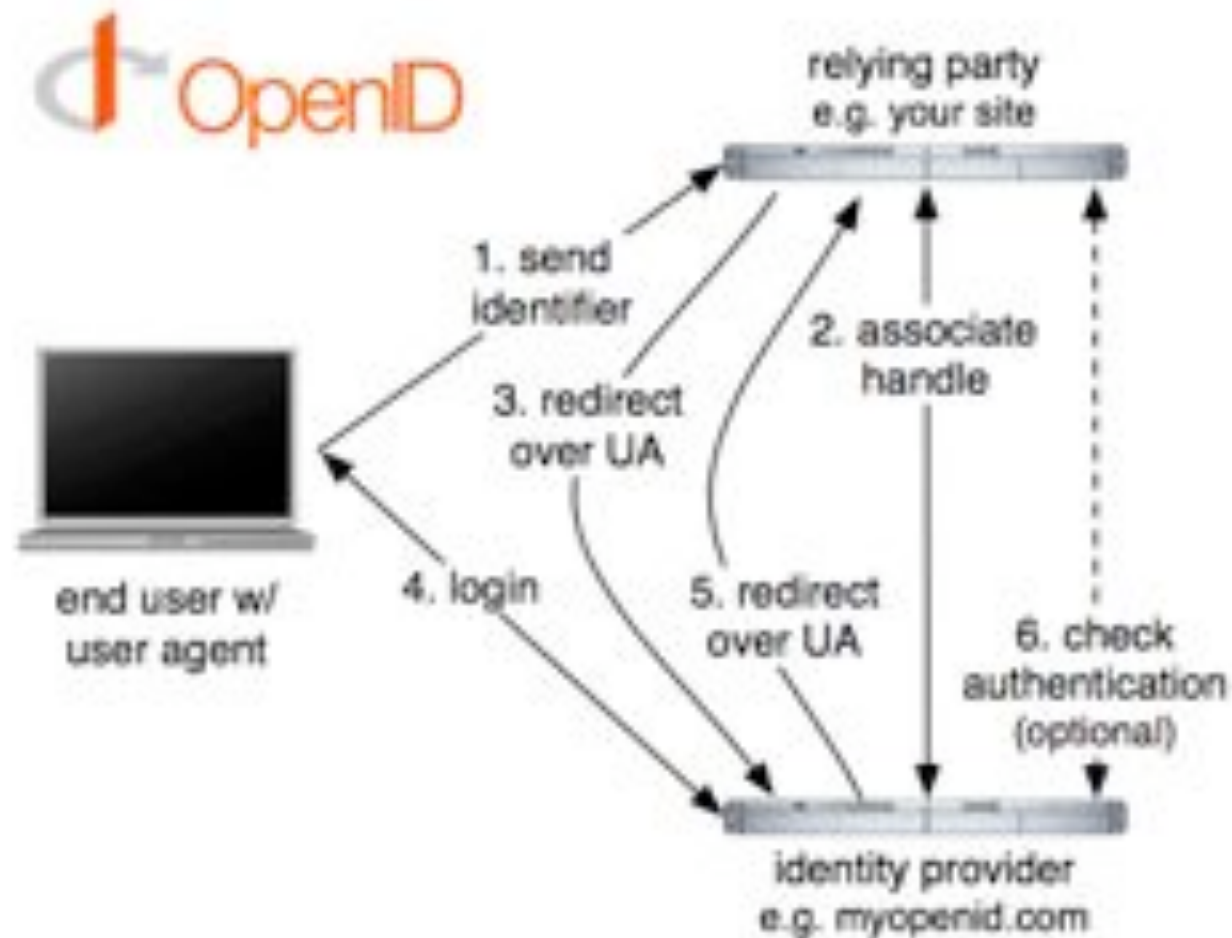 OpenID
relying party
e.g. your site
1. send
identifier
2. associate
handle
3. redirect
over UA
4. login
5. redirect
over UA
6. check
authentication
(optional)
end user w/
user agent
identity provider
e.g. myopenid.com